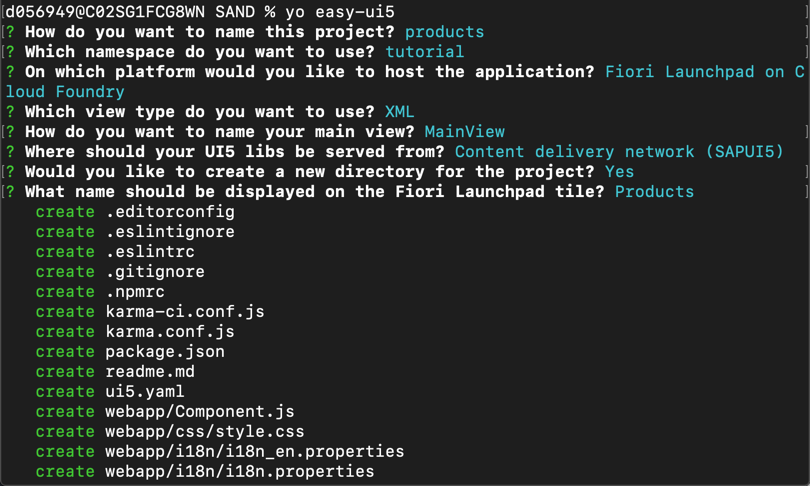 [d056949@C02SG1FCG8WN SAND % yo easy-ui5 ]
[? How do you want to name this project? products ]
[? Which namespace do you want to use? tutorial ]
? On which platform would you like to host the application? Fiori Launchpad on C
loud Foundry
? Which view type do you want to use? XML
[? How do you want to name your main view? MainView ]
? Where should your UI5 libs be served from? Content delivery network (SAPUI5)
[? Would you like to create a new directory for the project? Yes ]
[? What name should be displayed on the Fiori Launchpad tile? Products ]
create .editorconfig
create .eslintignore
create .eslintrc
create .gitignore
create .npmrc
create karma-ci.conf.js
create karma.conf.js
create package.json
create readme.md
create ui5.yaml
create webapp/Component.js
create webapp/css/style.css
create webapp/i18n/i18n_en.properties
create webapp/i18n/i18n.properties